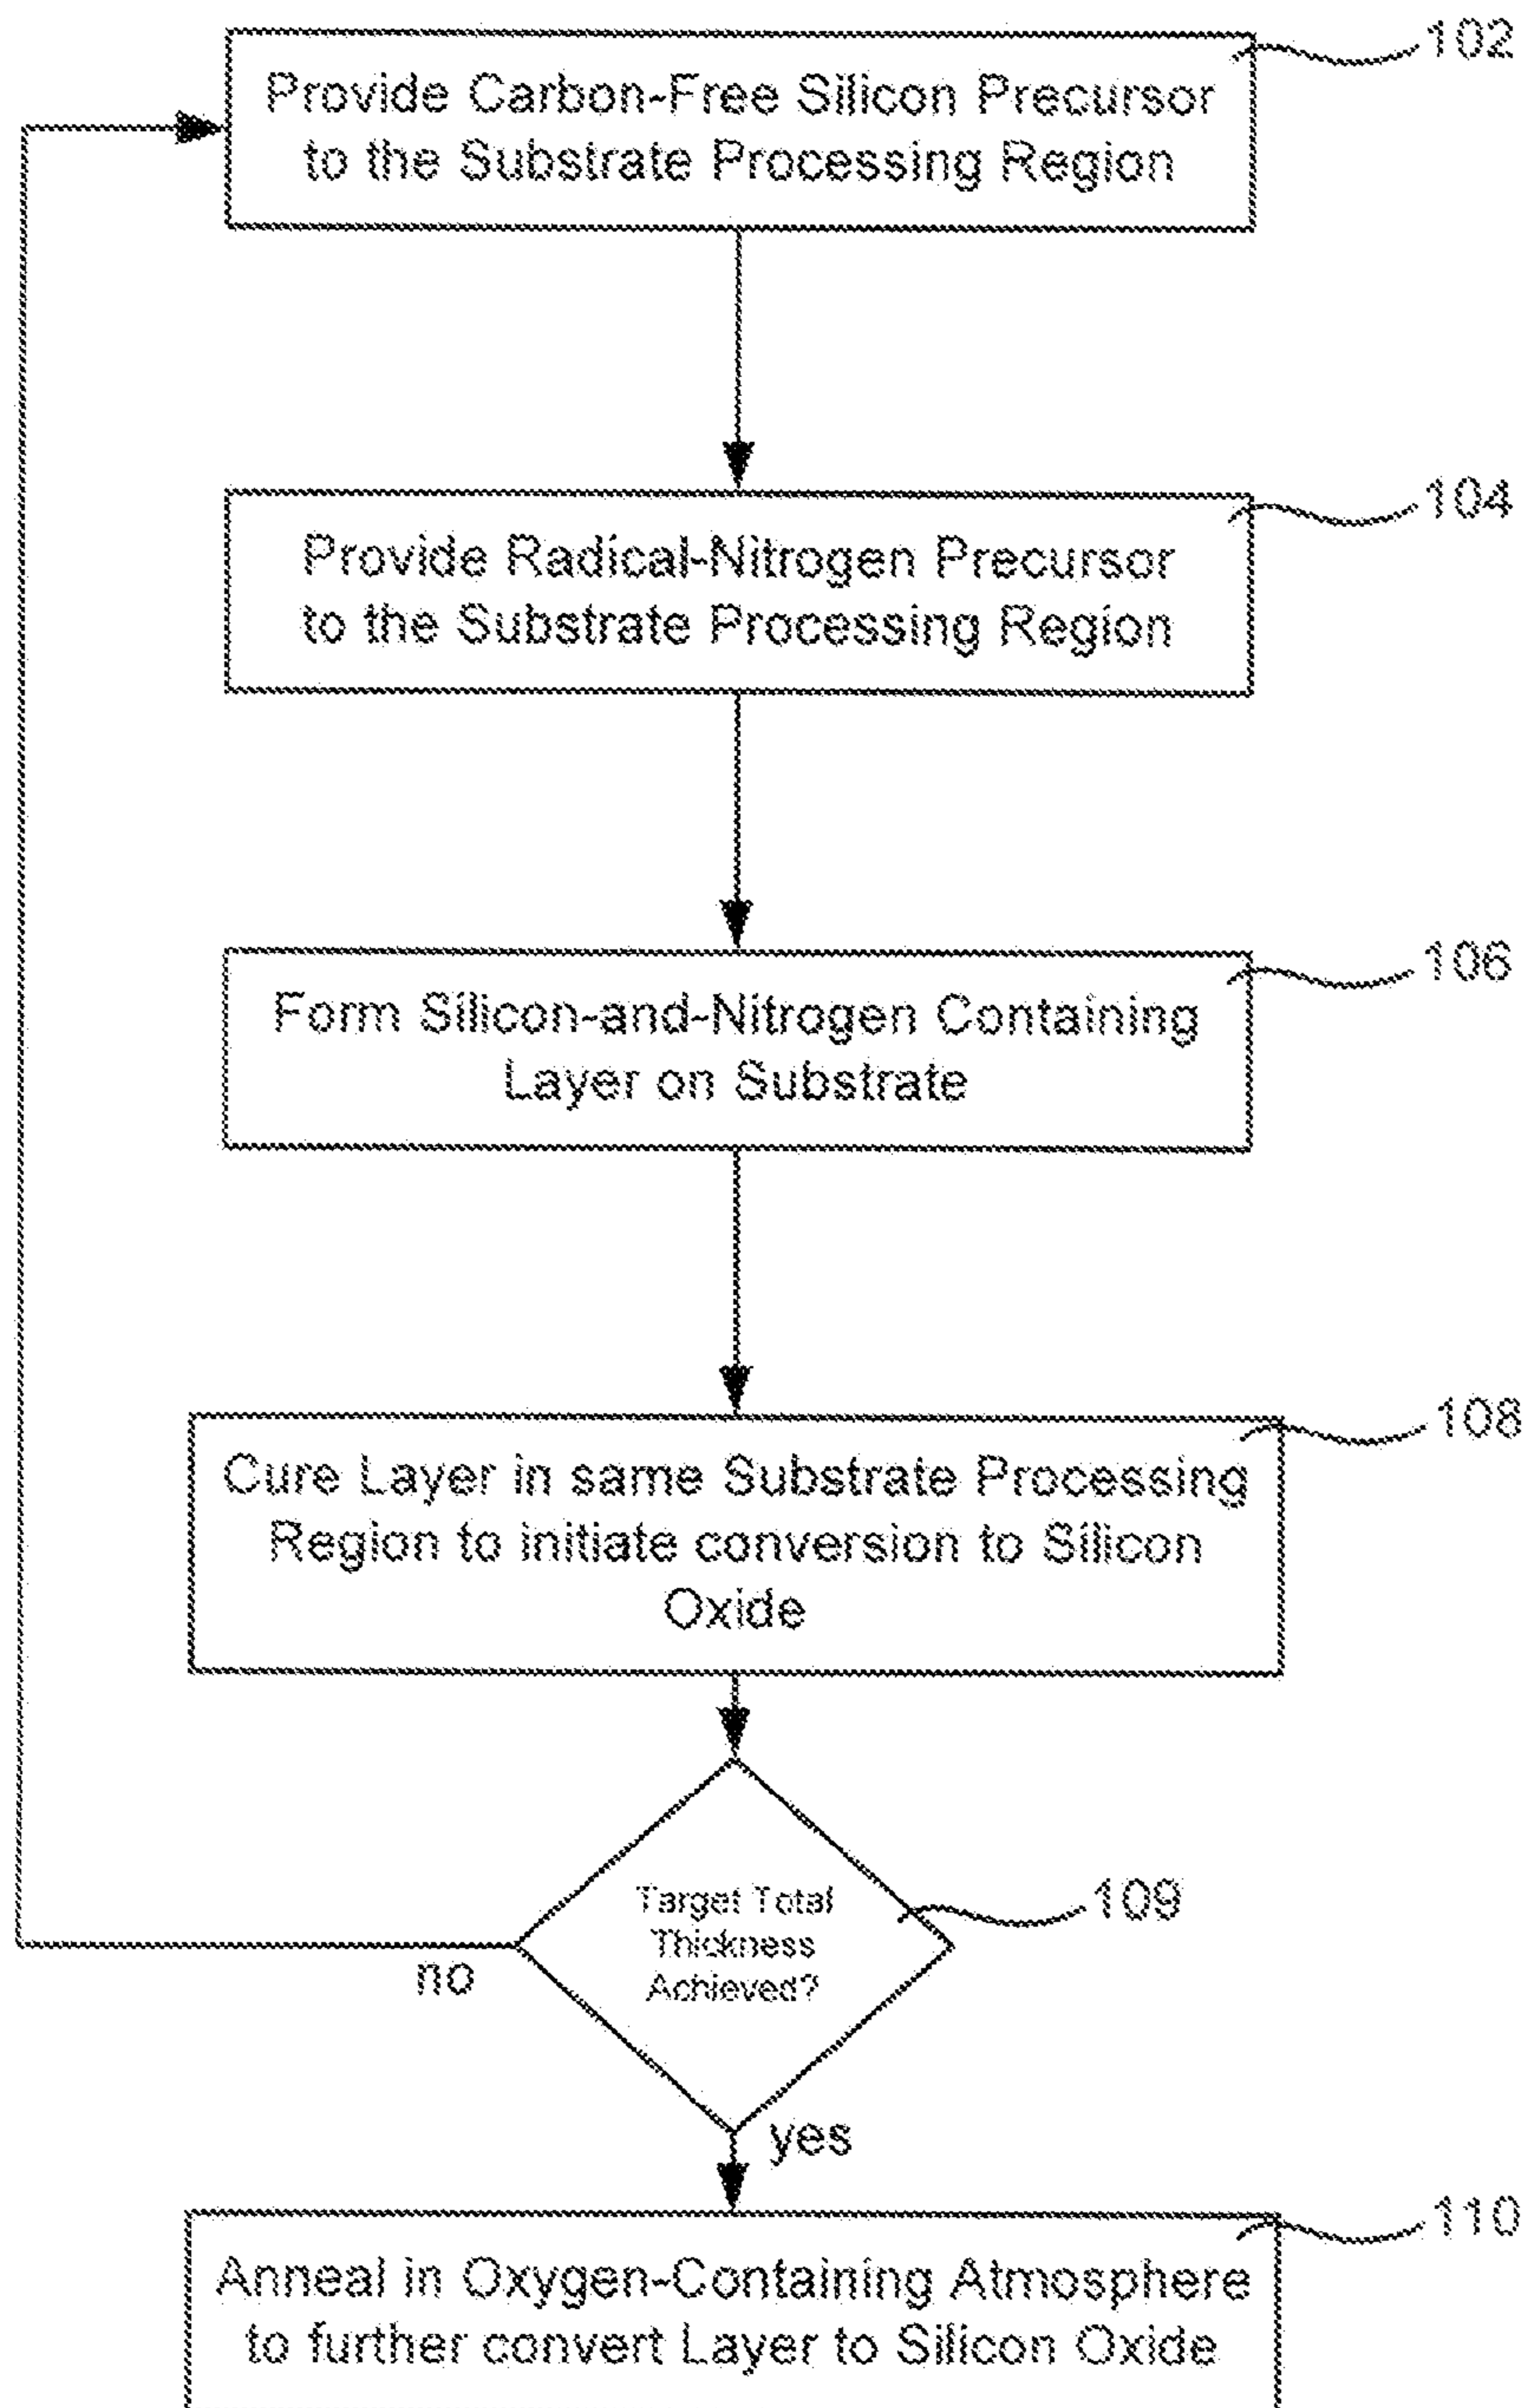 102
Provide Carbon-Free Silicon Precursor
to the Substrate Processing Region
104
Provide Radical-Nitrogen Precursor
to the Substrate Processing Region
106
Form Silicon-and-Nitrogen Containing
Layer on Substrate
108
Cure Layer in same Substrate Processing
Region to initiate conversion to Silicon
Oxide
109
Target Total
Thickness
Achieved?
no
yes
110
Anneal in Oxygen-Containing Atmosphere
to further convert Layer to Silicon Oxide